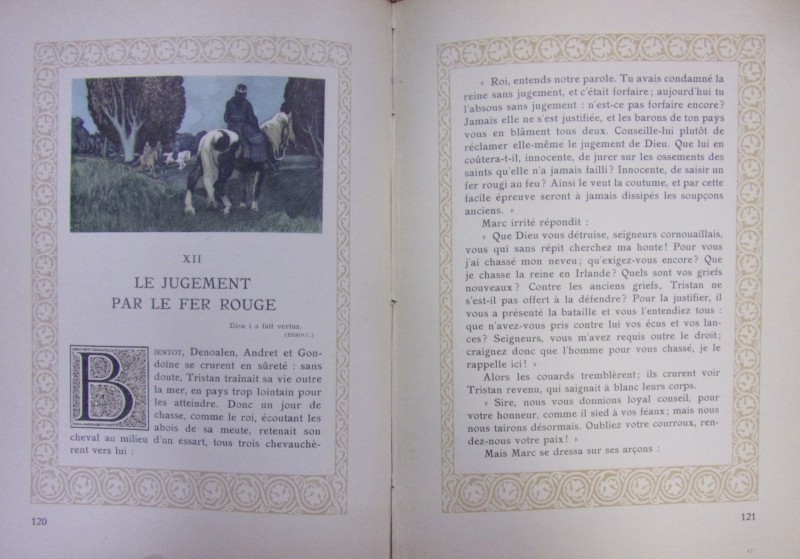 XII
LE JUGEMENT
PAR LE FER ROUGE
Dieu i a fait vertuz.
(BÉROUL.)
BIENTOT, Denoalen, Andret et Gon-
doïne se crurent en sûreté : sans
doute, Tristan traînait sa vie outre
la mer, en pays trop lointain pour
les atteindre. Donc un jour de
chasse, comme le roi, écoutant les
abois de sa meute, retenait son
cheval au milieu d'un essart, tous trois chevauchè-
rent vers lui :
120
« Roi, entends notre parole. Tu avais condamné la
reine sans jugement, et c'était forfaire ; aujourd'hui tu
l'absous sans jugement : n'est-ce pas forfaire encore ?
Jamais elle ne s'est justifiée, et les barons de ton pays
vous en blâment tous deux. Conseille-lui plutôt de
réclamer elle-même le jugement de Dieu. Que lui en
coûtera-t-il, innocente, de jurer sur les ossements des
saints qu'elle n'a jamais failli ? Innocente, de saisir un
fer rougi au feu ? Ainsi le veut la coutume, et par cette
facile épreuve seront à jamais dissipés les soupçons
anciens. »
Marc irrité répondit :
« Que Dieu vous détruise, seigneurs cornouaillais,
vous qui sans répit cherchez ma honte ! Pour vous
j'ai chassé mon neveu ; qu'exigez-vous encore ? Que
je chasse la reine en Irlande ? Quels sont vos griefs
nouveaux ? Contre les anciens griefs, Tristan ne
s'est-il pas offert à la défendre ? Pour la justifier, il
vous a présenté la bataille et vous l'entendiez tous :
que n'avez-vous pris contre lui vos écus et vos lan-
ces ? Seigneurs, vous m'avez requis outre le droit ;
craignez donc que l'homme pour vous chassé, je le
rappelle ici ! »
Alors les couards tremblèrent ; ils crurent voir
Tristan revenu, qui saignait à blanc leurs corps.
« Sire, nous vous donnions loyal conseil, pour
votre honneur, comme il sied à vos féaux ; mais nous
nous tairons désormais. Oubliez votre courroux, ren-
dez-nous votre paix ! »
Mais Marc se dressa sur ses arçons :
121